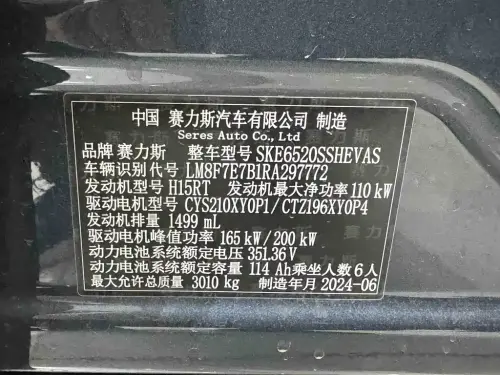 中国 赛力斯汽车有限公司 制造
Seres Auto Co., Ltd
品牌 赛力斯 整车型号 SKE6520SSHEVAS
车辆识别代号 LM8F7E7B1RA297772
发动机型号 H15RT 发动机最大净功率 110 kW
驱动电机型号 CYS210XY0P1/CTZ196XY0P4
发动机排量 1499 mL
驱动电机峰值功率 165 kW/200 kW
动力电池系统额定电压 351.36 V
动力电池系统额定容量 114 Ah乘坐人数 6人
最大允许总质量 3010 kg 制造年月 2024-06